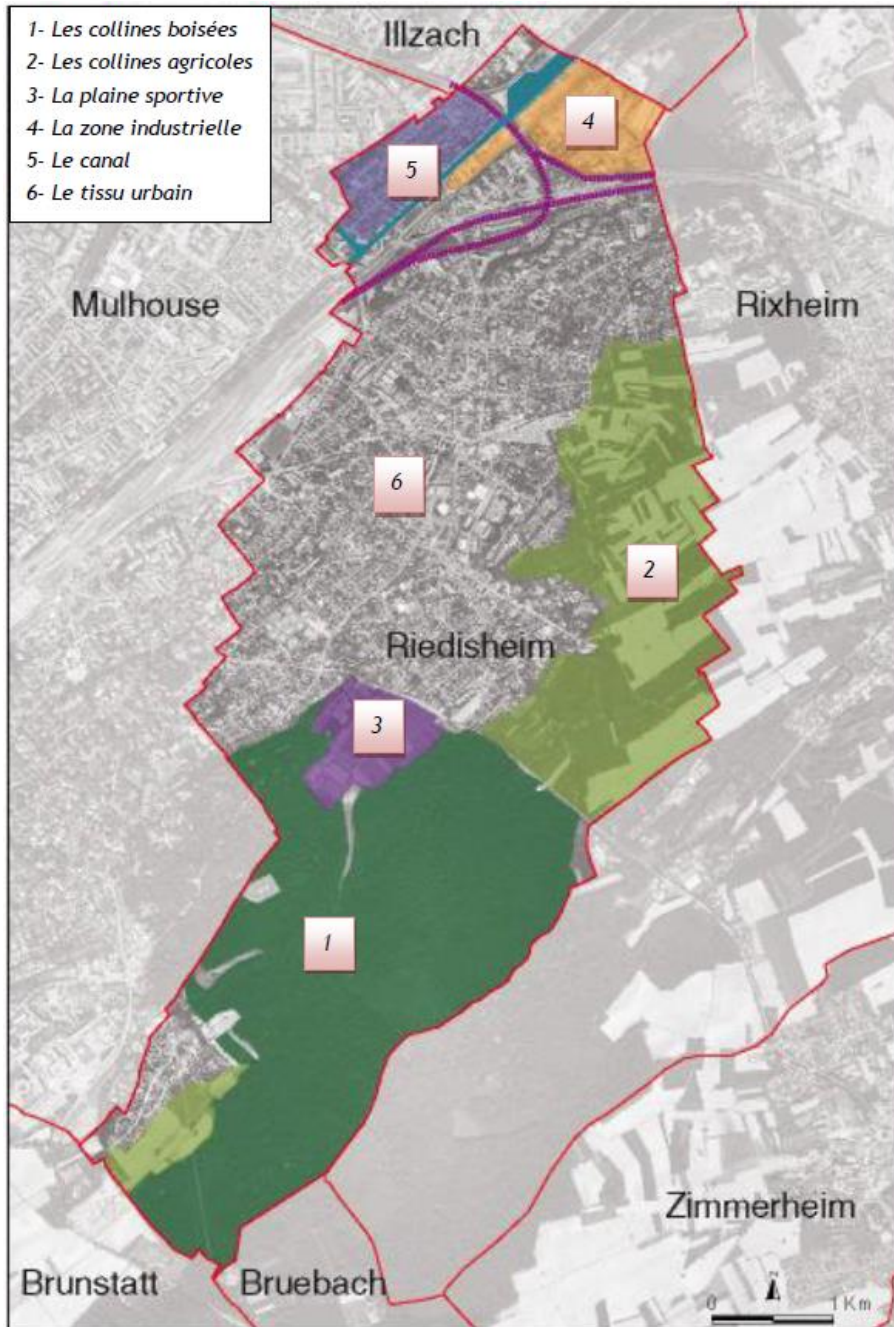 1- Les collines boisées
2- Les collines agricoles
3- La plaine sportive
4- La zone industrielle
5- Le canal
6- Le tissu urbain
Illzach
4
5
Mulhouse
Rixheim
6
2
Riedisheim
3
1
Zimmerheim
Brunstatt
Bruebach
N
0 1 Km